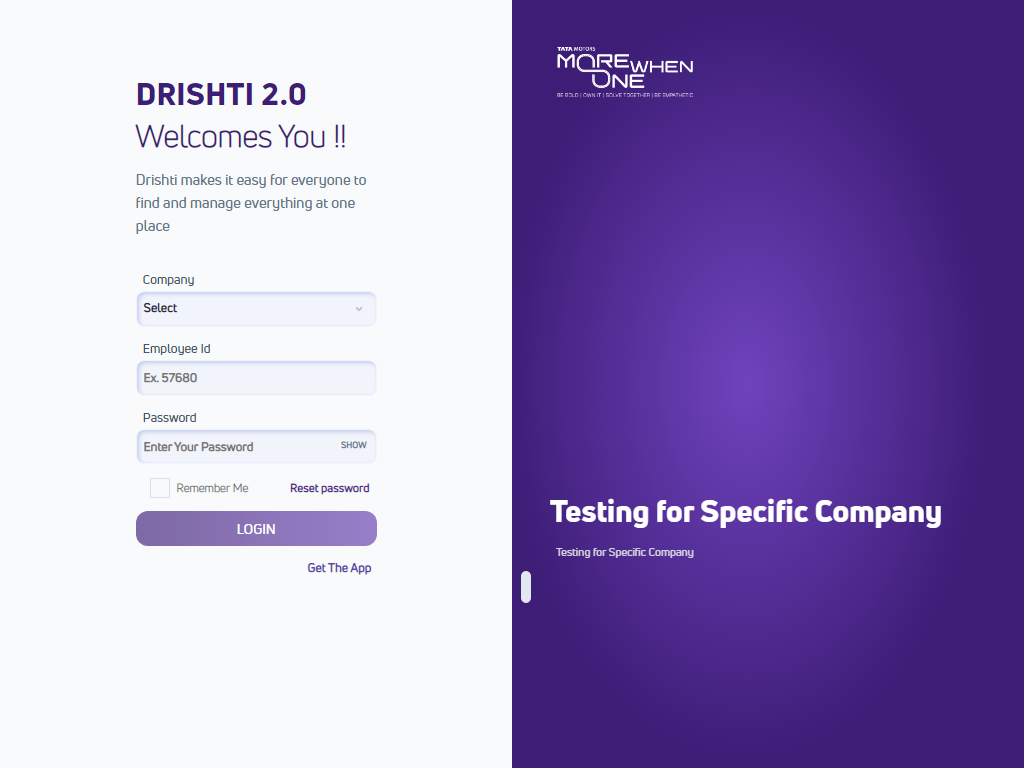 DRISHTI 2.0
Welcomes You !!
Drishti makes it easy for everyone to
find and manage everything at one
place
Company
Select
Employee Id
Ex. 57680
Password
Enter Your Password
SHOW
Remember Me
Reset password
LOGIN
Get The App
TATA MOTORS
MORE WHEN
ONE
BE BOLD | OWN IT | SOLVE TOGETHER | BE EMPATHETIC
Testing for Specific Company
Testing for Specific Company